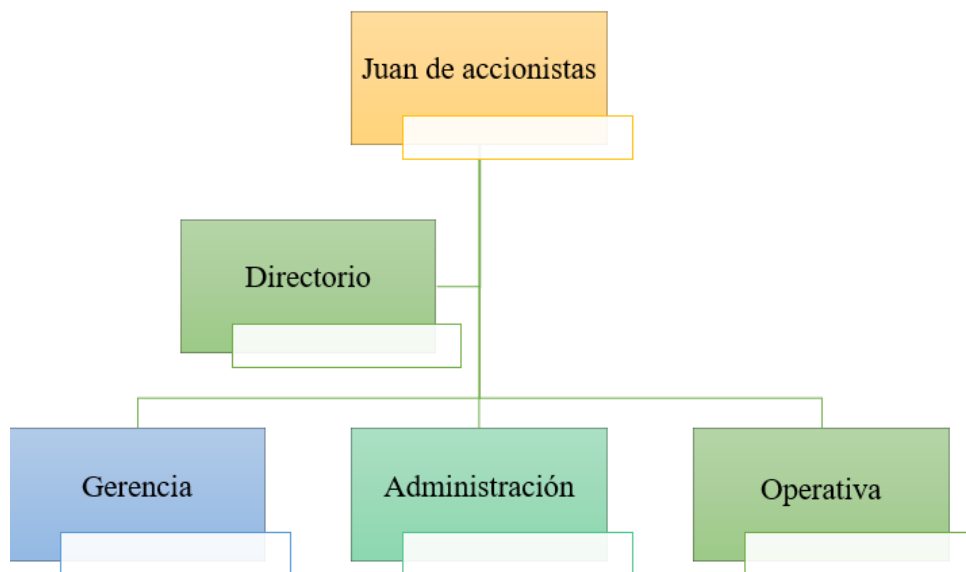 Juan de accionistas
Directorio
Gerencia
Administración
Operativa